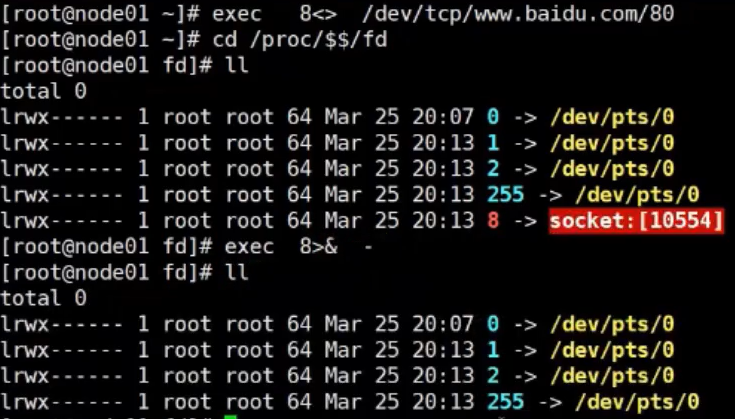 [root@node01 ~]# exec   8<>  /dev/tcp/www.baidu.com/80
[root@node01 ~]# cd /proc/$$/fd
[root@node01 fd]# ll
total 0
lrwx------ 1 root root 64 Mar 25 20:07 0 -> /dev/pts/0
lrwx------ 1 root root 64 Mar 25 20:13 1 -> /dev/pts/0
lrwx------ 1 root root 64 Mar 25 20:13 2 -> /dev/pts/0
lrwx------ 1 root root 64 Mar 25 20:13 255 -> /dev/pts/0
lrwx------ 1 root root 64 Mar 25 20:13 8 -> socket:[10554]
[root@node01 fd]# exec  8>&  -
[root@node01 fd]# ll
total 0
lrwx------ 1 root root 64 Mar 25 20:07 0 -> /dev/pts/0
lrwx------ 1 root root 64 Mar 25 20:13 1 -> /dev/pts/0
lrwx------ 1 root root 64 Mar 25 20:13 2 -> /dev/pts/0
lrwx------ 1 root root 64 Mar 25 20:13 255 -> /dev/pts/0